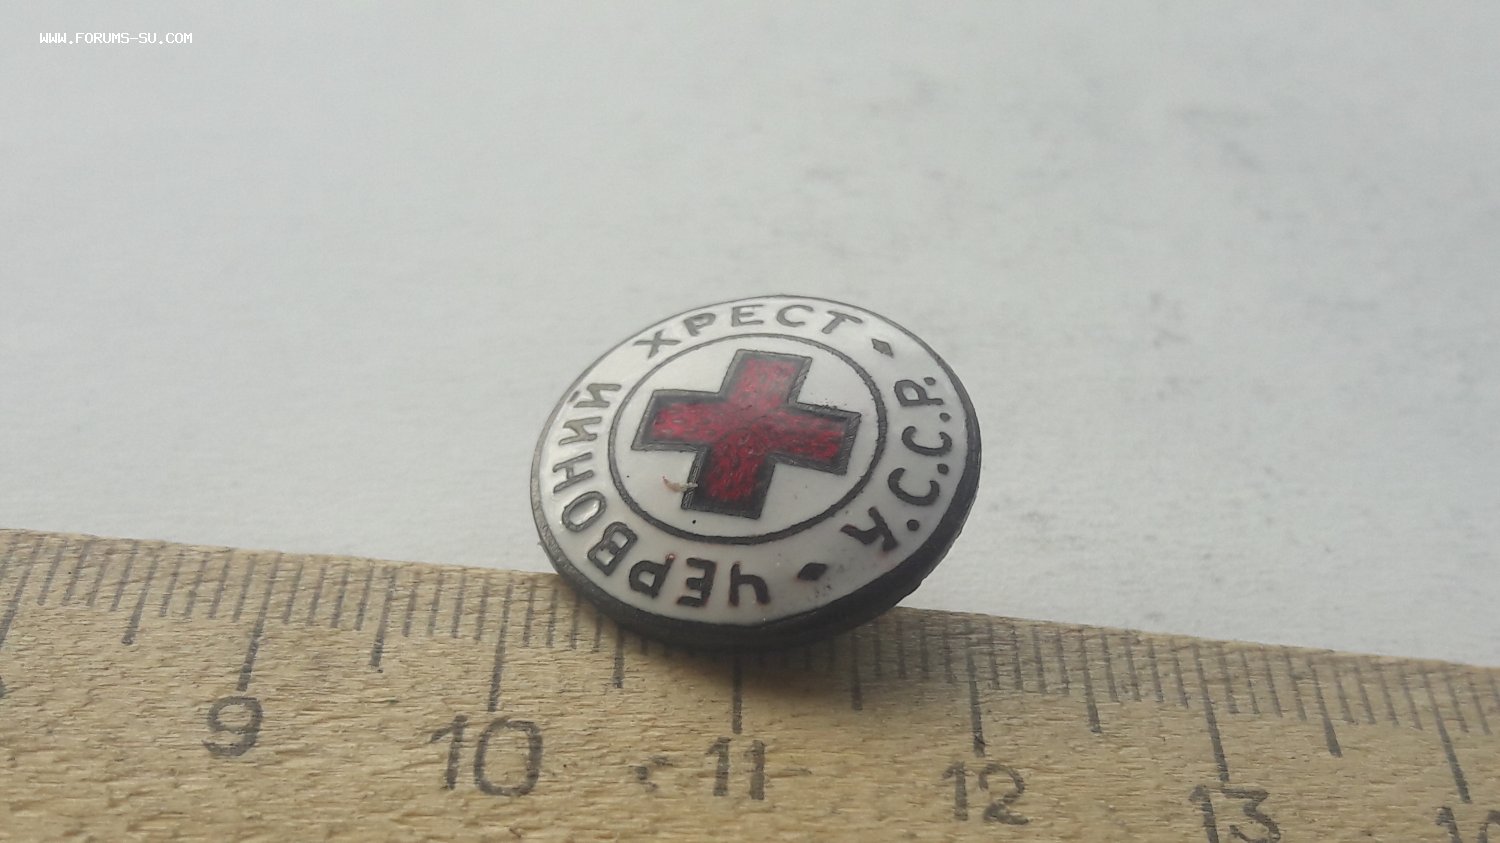 WWW.FORUMS-SU.COM
ЧЕРВОНИЙ ХРЕСТ
У.С.С.Р.
9 10 11 12 13